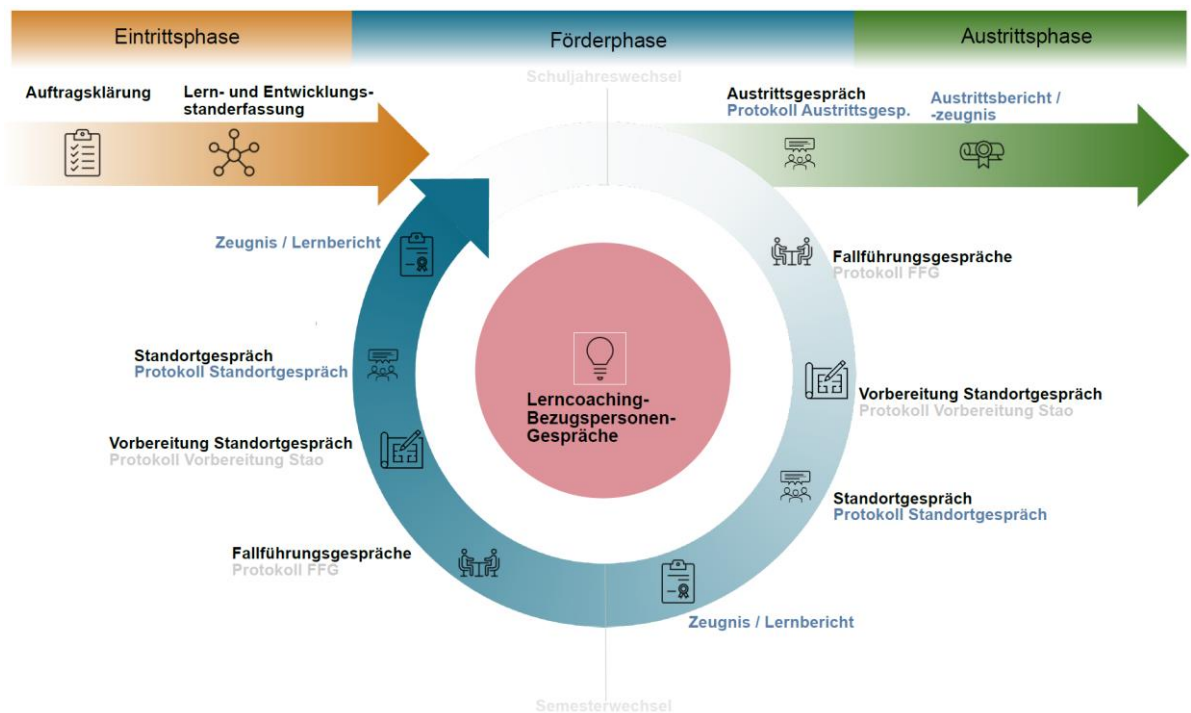 Eintrittsphase
Förderphase
Austrittsphase
Schuljahreswechsel
Auftragsklärung
Lern- und Entwicklungs-
standerfassung
Austrittsgespräch
Protokoll Austrittsgesp.
Austrittsbericht /
-zeugnis
Zeugnis / Lernbericht
Fallführungsgespräche
Protokoll FFG
Standortgespräch
Protokoll Standortgespräch
Lerncoaching-
Bezugspersonen-
Gespräche
Vorbereitung Standortgespräch
Protokoll Vorbereitung Stao
Vorbereitung Standortgespräch
Protokoll Vorbereitung Stao
Standortgespräch
Protokoll Standortgespräch
Fallführungsgespräche
Protokoll FFG
Zeugnis / Lernbericht
Semesterwechsel